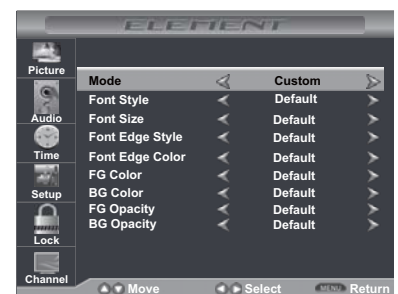 ELEMENT
Picture
Audio
Time
Setup
Lock
Channel
Mode Custom
Font Style Default
Font Size Default
Font Edge Style Default
Font Edge Color Default
FG Color Default
BG Color Default
FG Opacity Default
BG Opacity Default
Move Select MENU Return